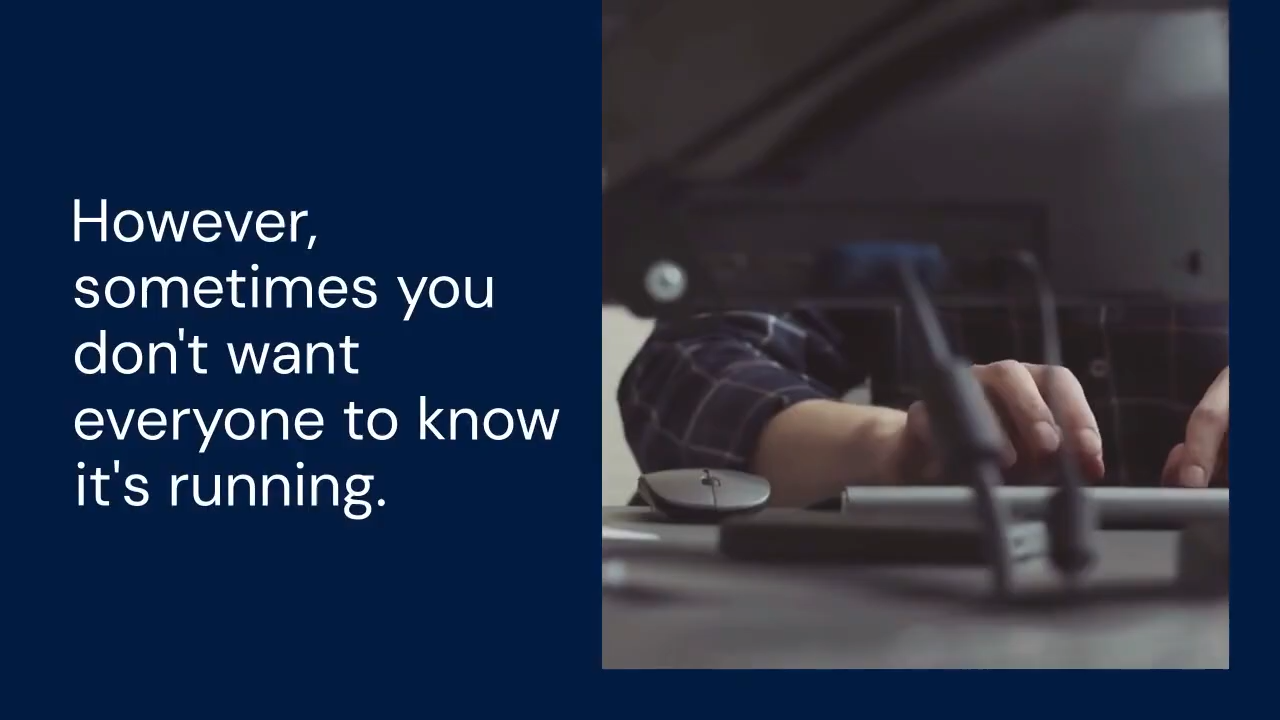 However,
sometimes you
don't want
everyone to know
it's running.